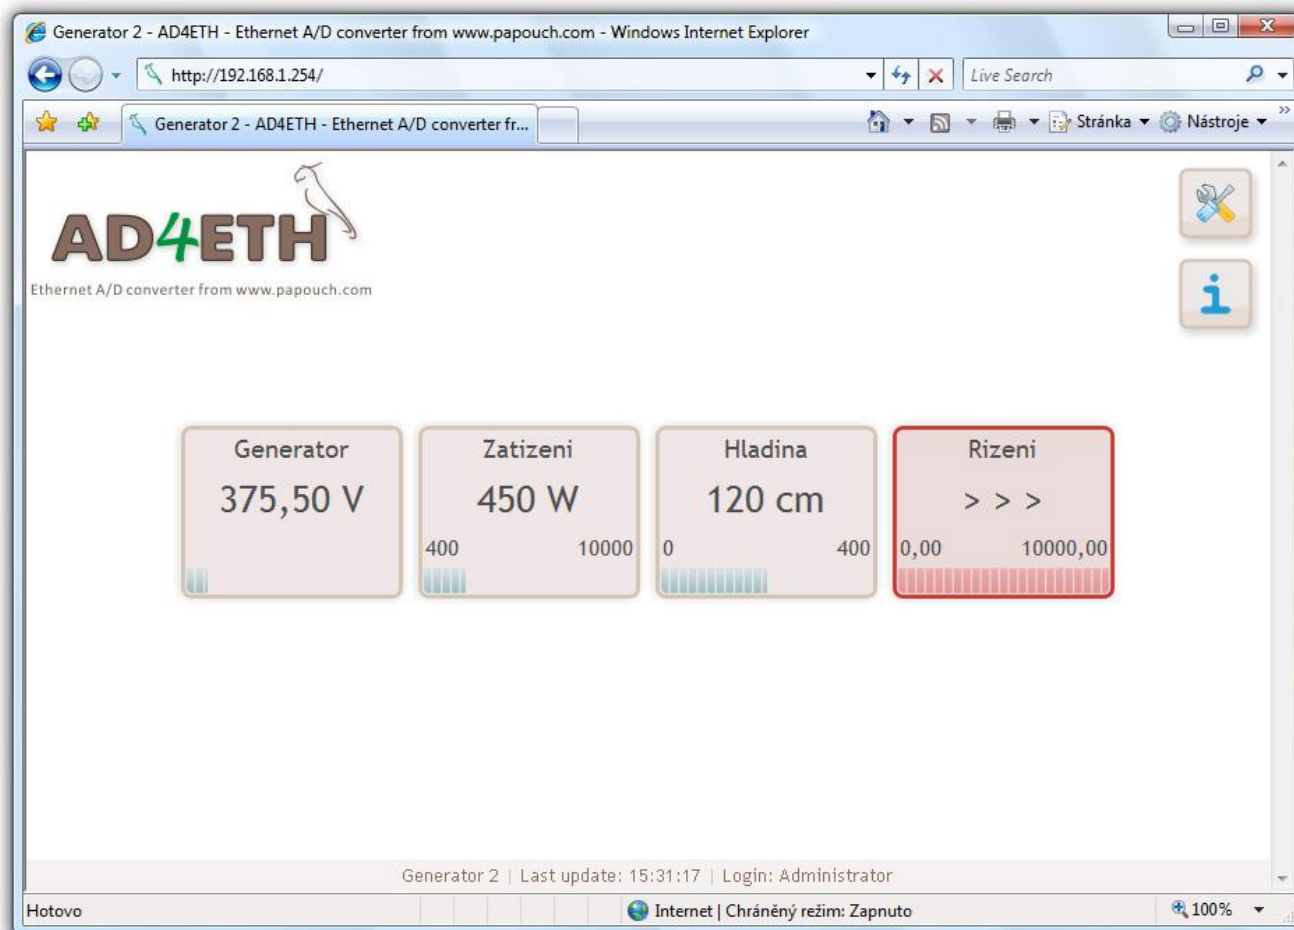 Generator 2 - AD4ETH - Ethernet A/D converter from www.papouch.com - Windows Internet Explorer
http://192.168.1.254/
Live Search
Generator 2 - AD4ETH - Ethernet A/D converter fr...
Stránka
Nástroje
AD4ETH
Ethernet A/D converter from www.papouch.com
Generator
375,50 V
Zatizeni
450 W
400 10000
Hladina
120 cm
0 400
Rizeni
> > >
0,00 10000,00
Generator 2 | Last update: 15:31:17 | Login: Administrator
Hotovo
Internet | Chráněný režim: Zapnuto
100%